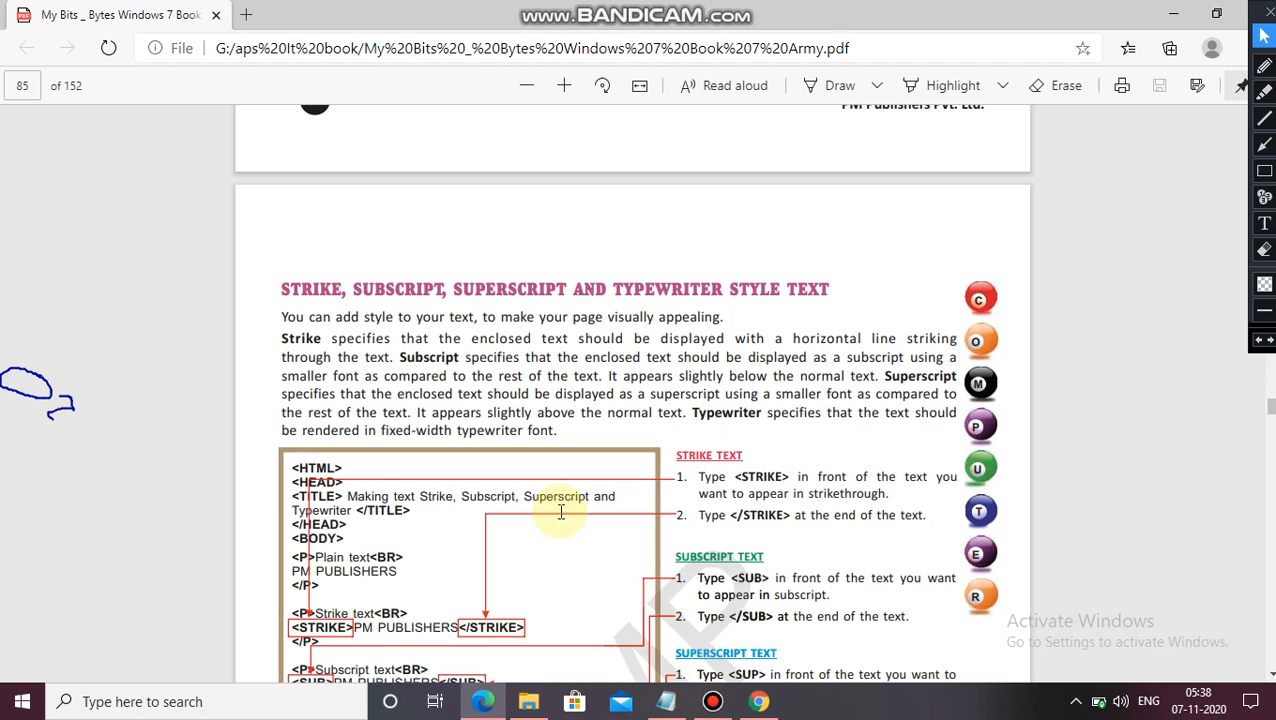 My Bits _ Bytes Windows 7 Book
www.BANDICAM.com
File
G:/aps%20It%20book/My%20Bits%20_%20Bytes%20Windows%207%20Book%207%20Army.pdf
85 of 152
Read aloud
Draw
Highlight
Erase
PM Publishers Pvt. Ltd.
STRIKE, SUBSCRIPT, SUPERSCRIPT AND TYPEWRITER STYLE TEXT
You can add style to your text, to make your page visually appealing.
Strike specifies that the enclosed text should be displayed with a horizontal line striking
through the text. Subscript specifies that the enclosed text should be displayed as a subscript using a
smaller font as compared to the rest of the text. It appears slightly below the normal text. Superscript
specifies that the enclosed text should be displayed as a superscript using a smaller font as compared to
the rest of the text. It appears slightly above the normal text. Typewriter specifies that the text should
be rendered in fixed-width typewriter font.
<HTML>
<HEAD>
<TITLE> Making text Strike, Subscript, Superscript and
Typewriter </TITLE>
</HEAD>
<BODY>
<P>Plain text<BR>
PM PUBLISHERS
</P>
<P>Strike text<BR>
<STRIKE>PM PUBLISHERS</STRIKE>
</P>
<P>Subscript text<BR>
<SUB>PM PUBLISHERS</SUB>
STRIKE TEXT
1. Type <STRIKE> in front of the text you
want to appear in strikethrough.
2. Type </STRIKE> at the end of the text.
SUBSCRIPT TEXT
1. Type <SUB> in front of the text you want
to appear in subscript.
2. Type </SUB> at the end of the text.
SUPERSCRIPT TEXT
1. Type <SUP> in front of the text you want to
C
O
M
P
U
T
E
R
Activate Windows
Go to Settings to activate Windows.
Type here to search
ENG
05:38
07-11-2020